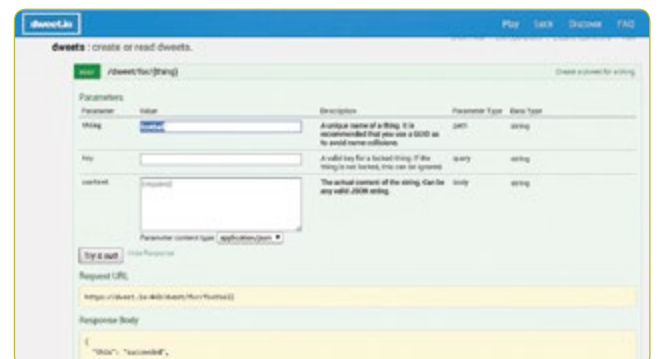 dweet.io
Play Lock Discover FAQ
dweets : create or read dweets.
POST /dweet/for/{thing}
Create a dweet for a thing.
Parameters
Parameter Value Description Parameter Type Data Type
thing
A unique name of a thing. It is
recommended that you use a GUID as
to avoid name collisions.
path string
key
A valid key for a locked thing. If the
thing is not locked, this can be ignored.
query string
content (required)
The actual content of the string. Can be
any valid JSON string.
body string
Parameter content type: application/json
Try it out! Hide Response
Request URL
Response Body
{
"this": "succeeded",